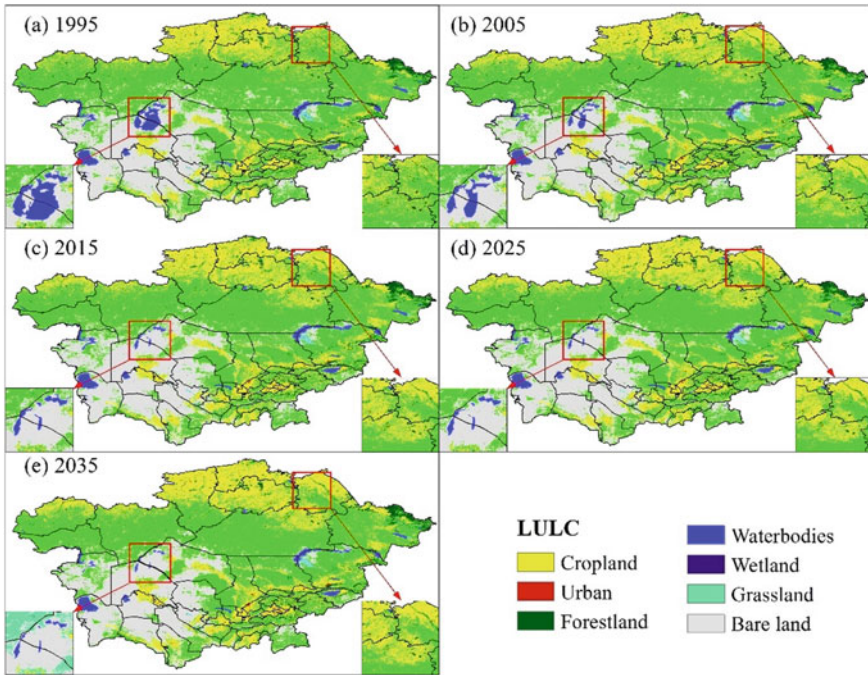 (a) 1995
(b) 2005
(c) 2015
(d) 2025
(e) 2035
LULC
Cropland
Urban
Forestland
Waterbodies
Wetland
Grassland
Bare land